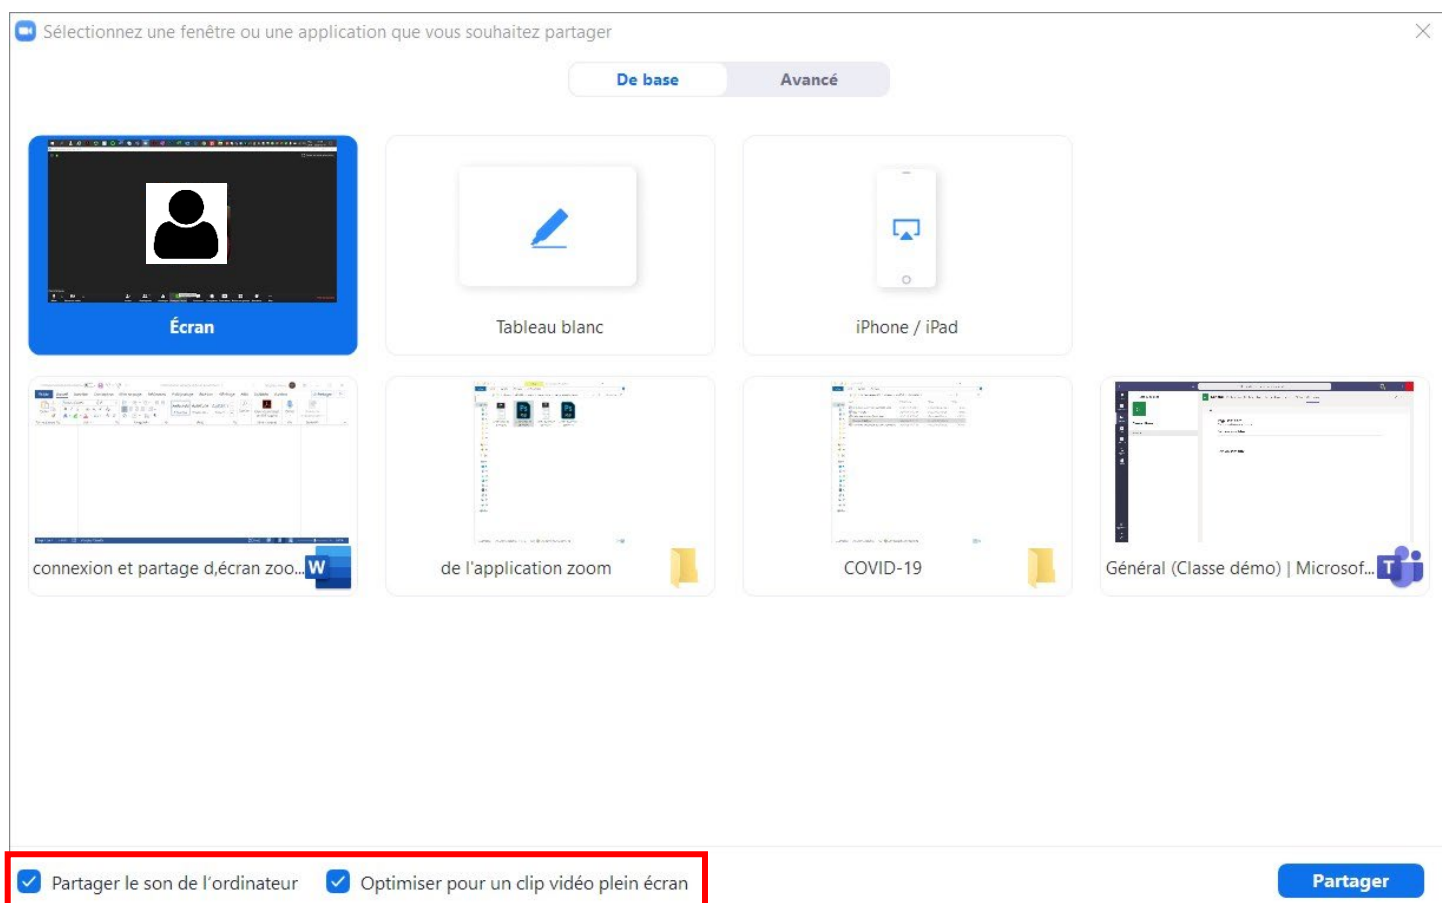 Sélectionnez une fenêtre ou une application que vous souhaitez partager
De base
Avancé
Écran
Tableau blanc
iPhone / iPad
connexion et partage d,écran zoo...
W
de l'application zoom
COVID-19
Général (Classe démo) | Microsof...
T
Partager le son de l'ordinateur
Optimiser pour un clip vidéo plein écran
Partager